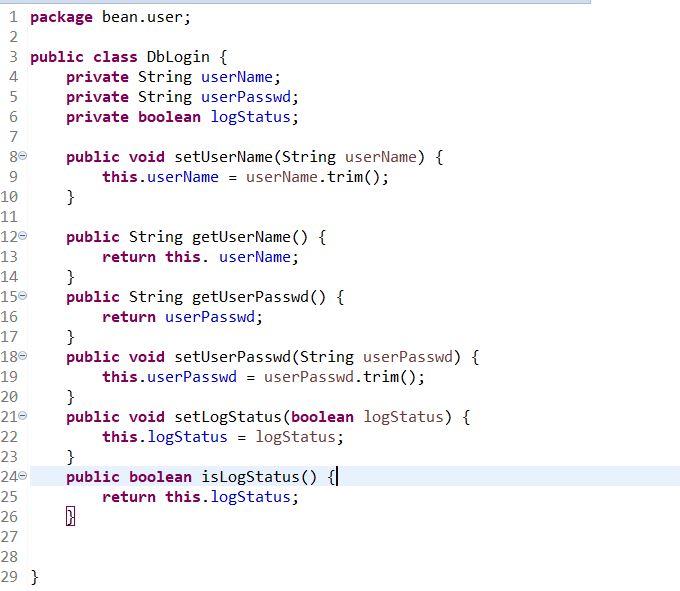 1 package bean.user;
2
3 public class DbLogin {
4     private String userName;
5     private String userPasswd;
6     private boolean logStatus;
7
8     public void setUserName(String userName) {
9         this.userName = userName.trim();
10     }
11
12     public String getUserName() {
13         return this. userName;
14     }
15     public String getUserPasswd() {
16         return userPasswd;
17     }
18     public void setUserPasswd(String userPasswd) {
19         this.userPasswd = userPasswd.trim();
20     }
21     public void setLogStatus(boolean logStatus) {
22         this.logStatus = logStatus;
23     }
24     public boolean isLogStatus() {
25         return this.logStatus;
26     }
27
28
29 }